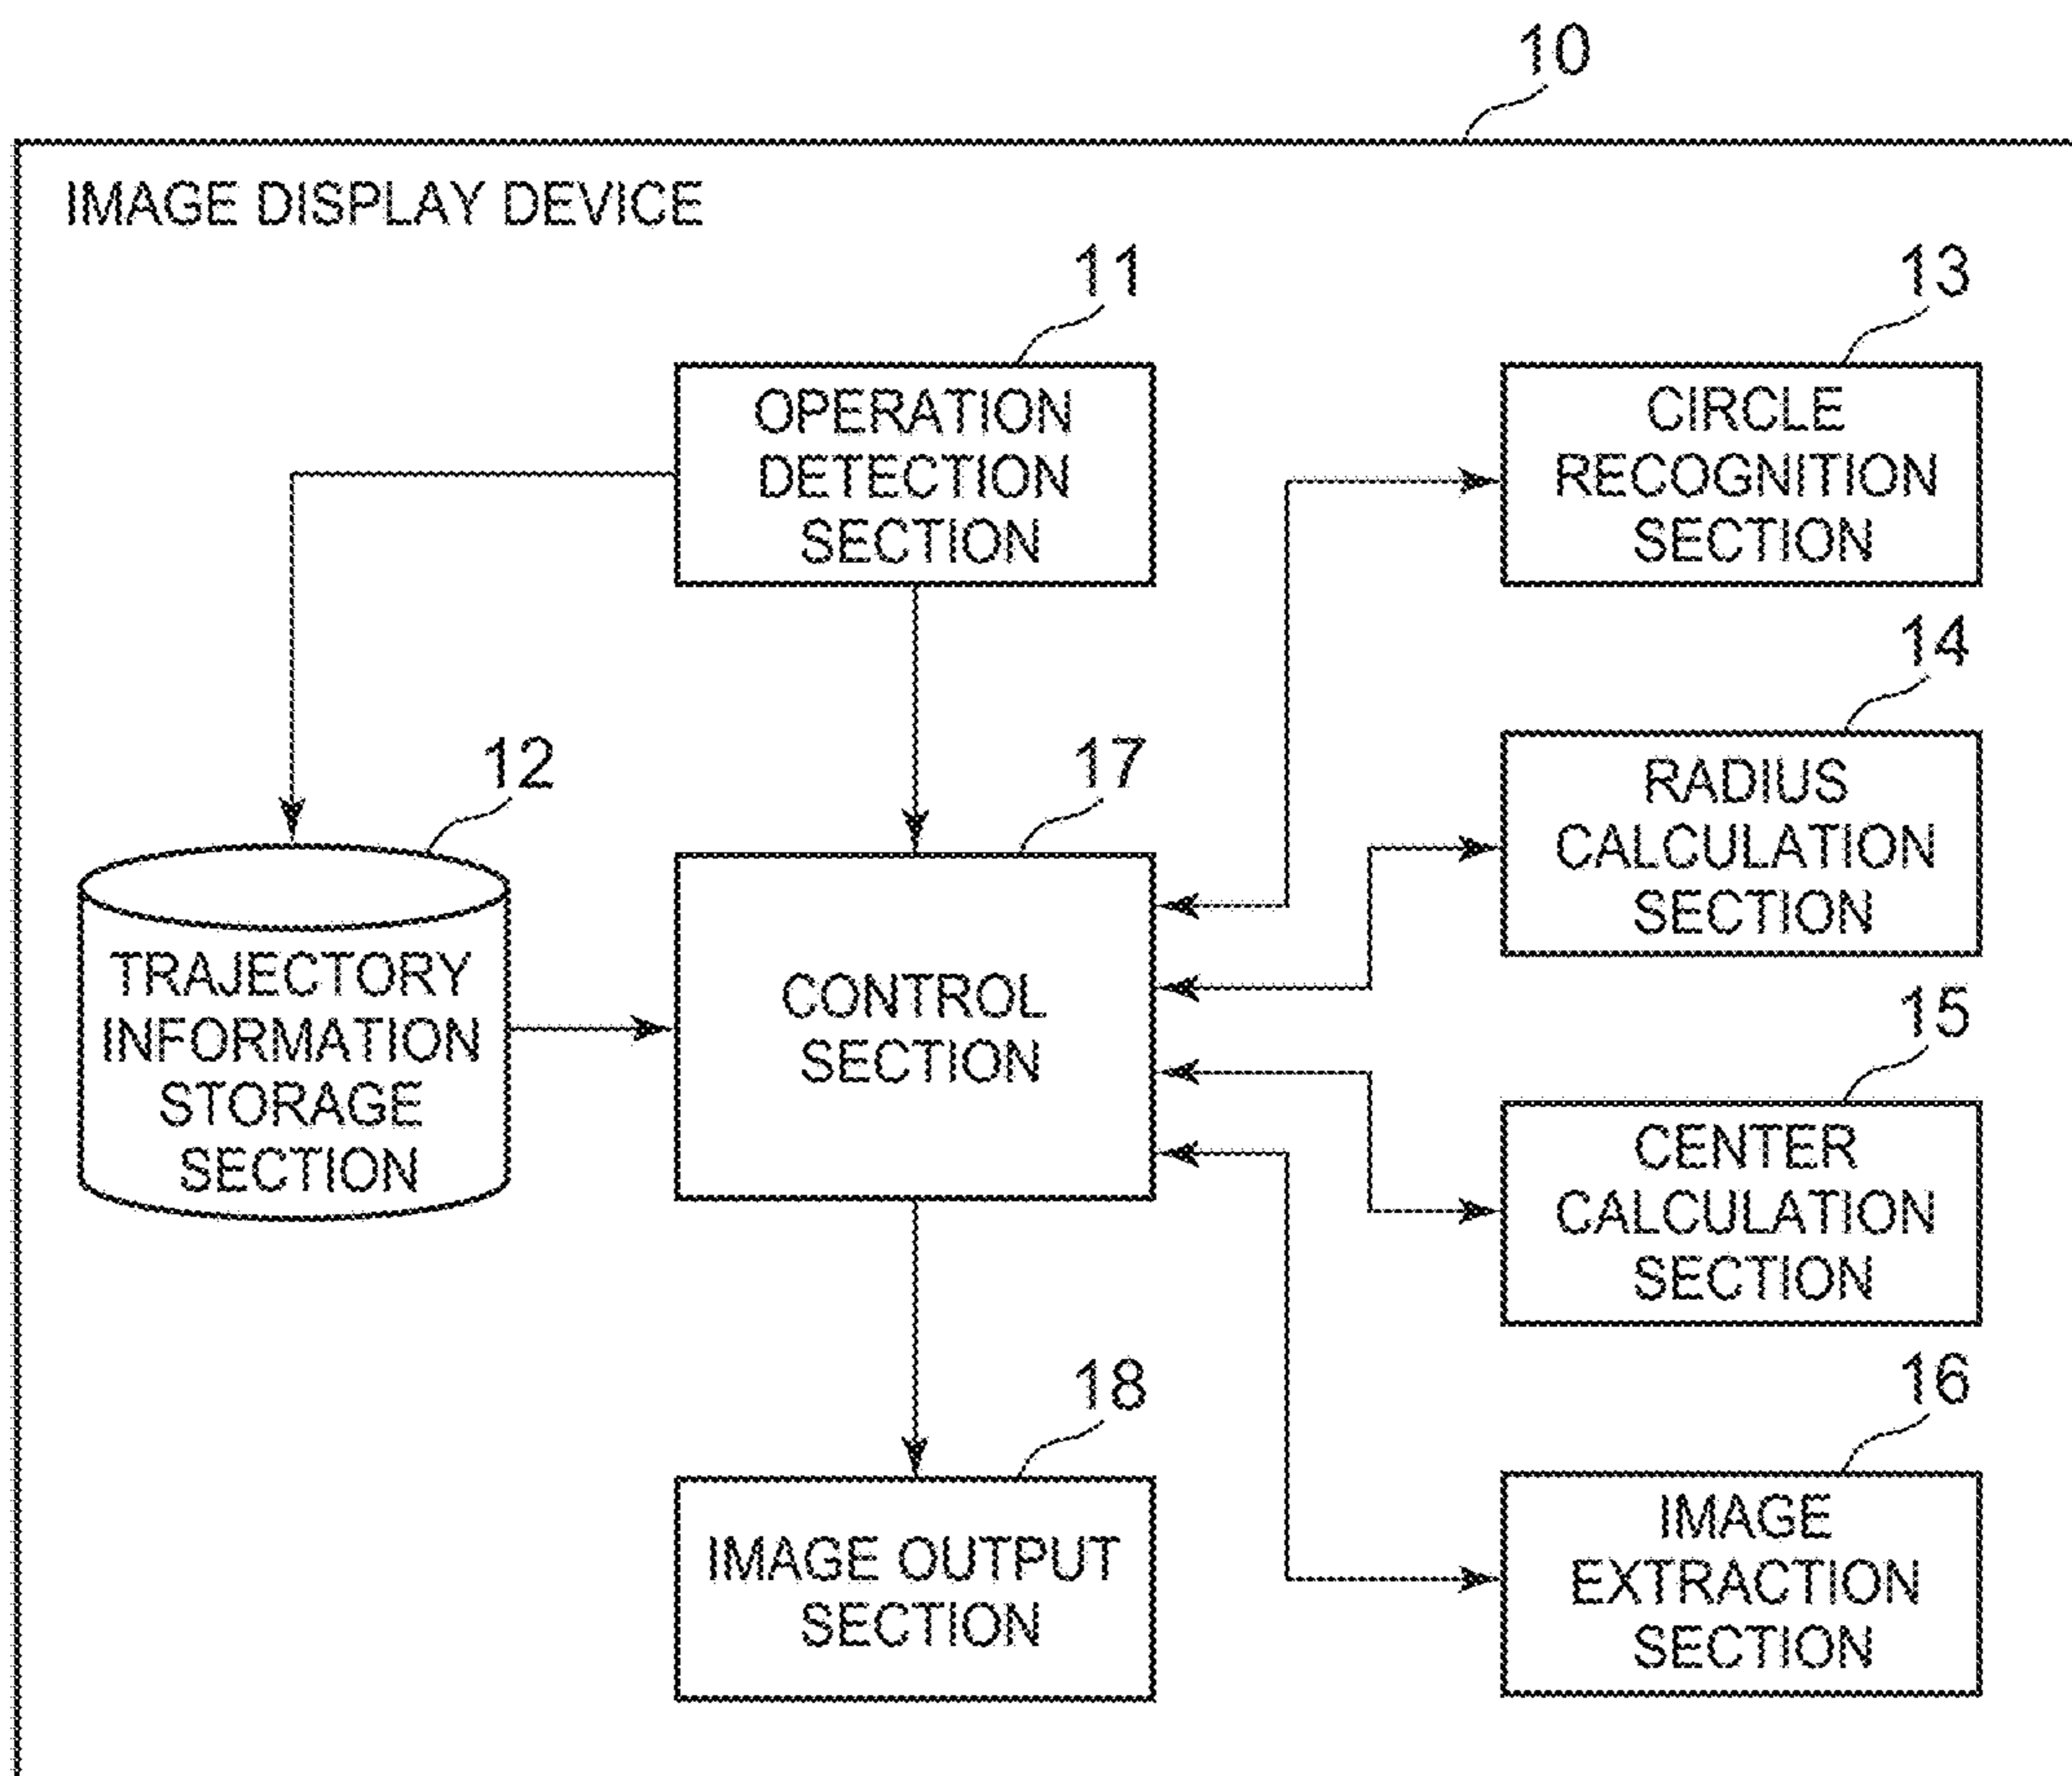 10
IMAGE DISPLAY DEVICE
11
OPERATION
DETECTION
SECTION
13
CIRCLE
RECOGNITION
SECTION
14
RADIUS
CALCULATION
SECTION
12
TRAJECTORY
INFORMATION
STORAGE
SECTION
17
CONTROL
SECTION
15
CENTER
CALCULATION
SECTION
18
IMAGE OUTPUT
SECTION
16
IMAGE
EXTRACTION
SECTION